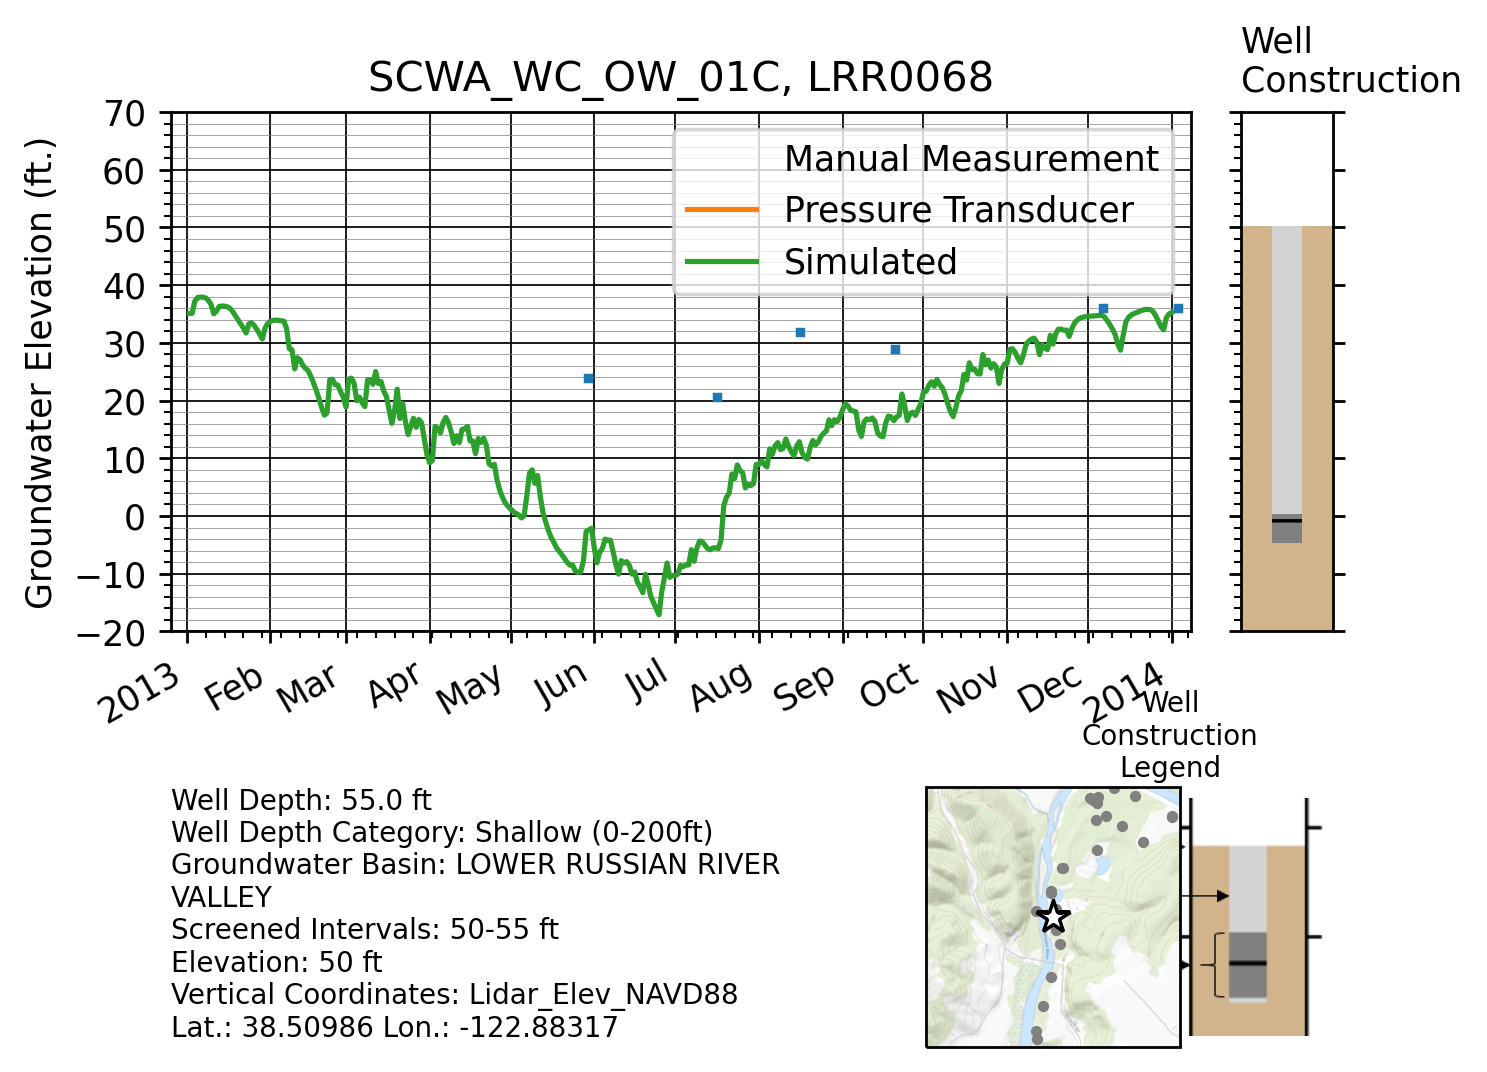 Well
Construction
SCWA_WC_OW_01C, LRR0068
Groundwater Elevation (ft.)
70
60
50
40
30
20
10
0
−10
−20
Manual Measurement
Pressure Transducer
Simulated
2013 Feb Mar Apr May Jun Jul Aug Sep Oct Nov Dec 2014
Well
Construction
Legend
Well Depth: 55.0 ft
Well Depth Category: Shallow (0-200ft)
Groundwater Basin: LOWER RUSSIAN RIVER
VALLEY
Screened Intervals: 50-55 ft
Elevation: 50 ft
Vertical Coordinates: Lidar_Elev_NAVD88
Lat.: 38.50986 Lon.: -122.88317